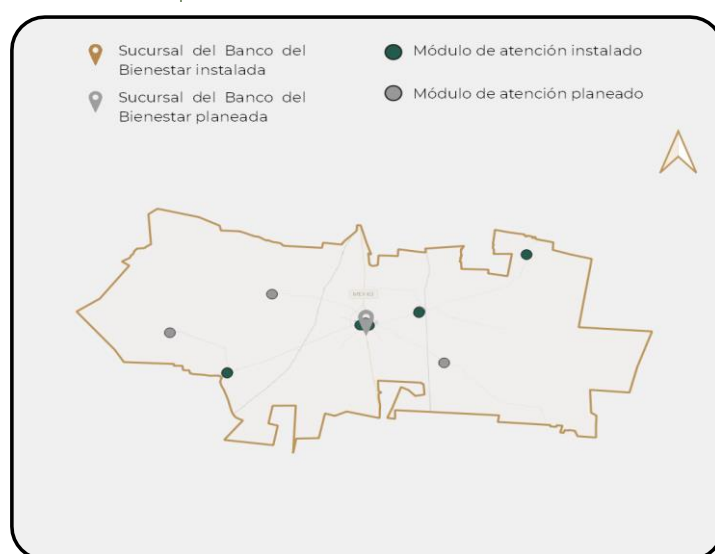 Sucursal del Banco del
Bienestar instalada
Módulo de atención instalado
Sucursal del Banco del
Bienestar planeada
Módulo de atención planeado